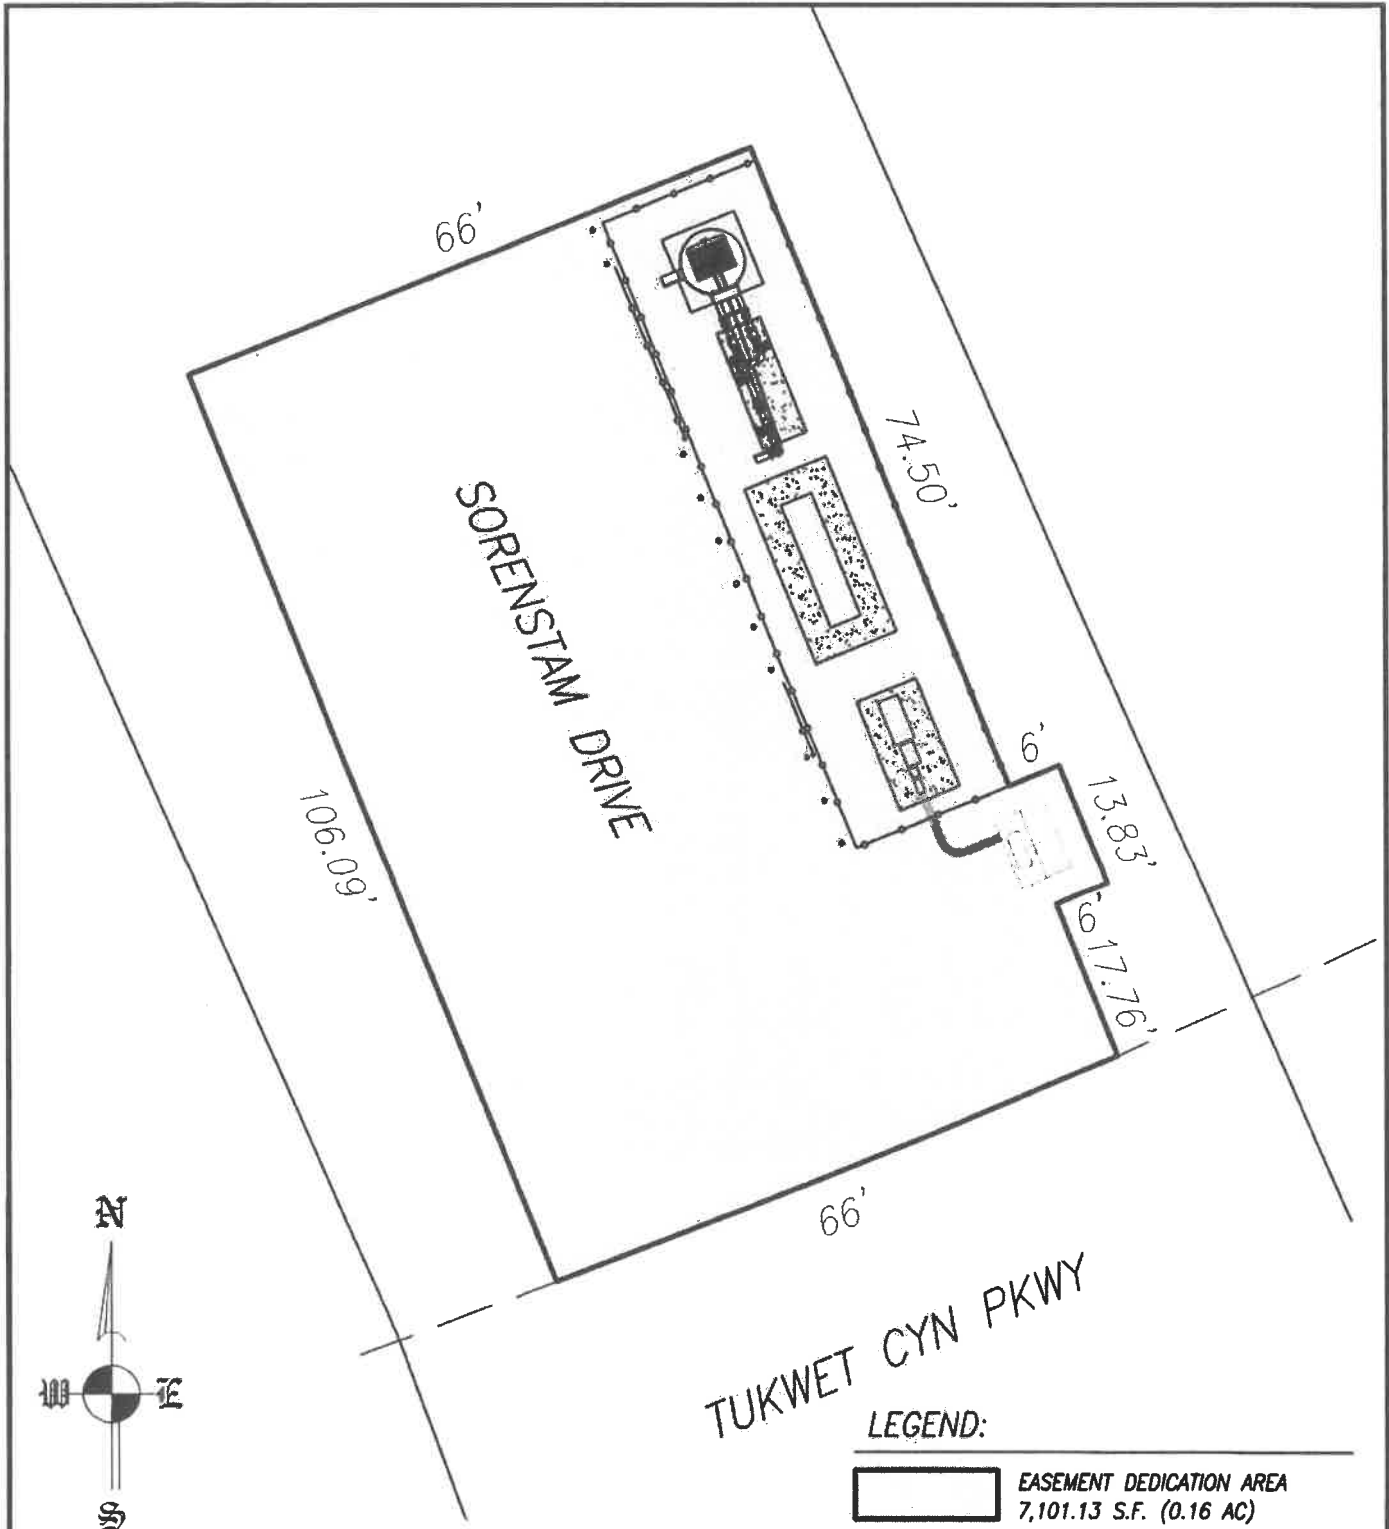 66'
74.50'
SORENSTAM DRIVE
6'
13.83'
106.09'
6'
17.76'
66'
N
W E
S
TUKWET CYN PKWY
LEGEND:
EASEMENT DEDICATION AREA
7,101.13 S.F. (0.16 AC)